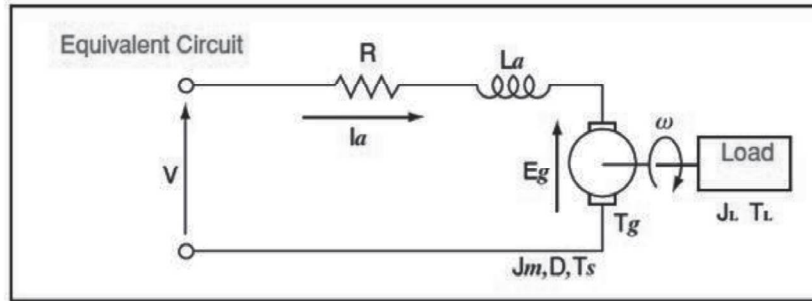 Equivalent Circuit
R
La
Ia
ω
Load
V
Eg
JL TL
Tg
Jm,D,Ts